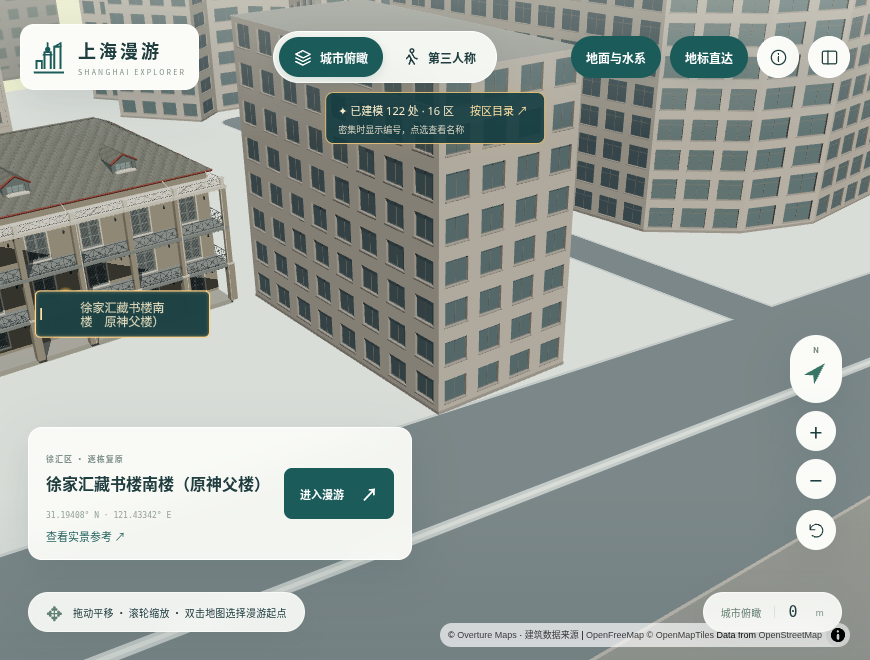 上海漫游
SHANGHAI EXPLORER
城市俯瞰
第三人称
地面与水系
地标直达
✦ 已建模 122 处 · 16 区 按区目录 ↗
密集时显示编号，点选查看名称
徐家汇藏书楼南
楼 原神父楼）
N
徐汇区 · 逐栋复原
徐家汇藏书楼南楼（原神父楼）
进入漫游 ↗
31.19408° N · 121.43342° E
查看实景参考 ↗
+
−
拖动平移 · 滚轮缩放 · 双击地图选择漫游起点
城市俯瞰 0 m
© Overture Maps · 建筑数据来源 | OpenFreeMap © OpenMapTiles Data from OpenStreetMap